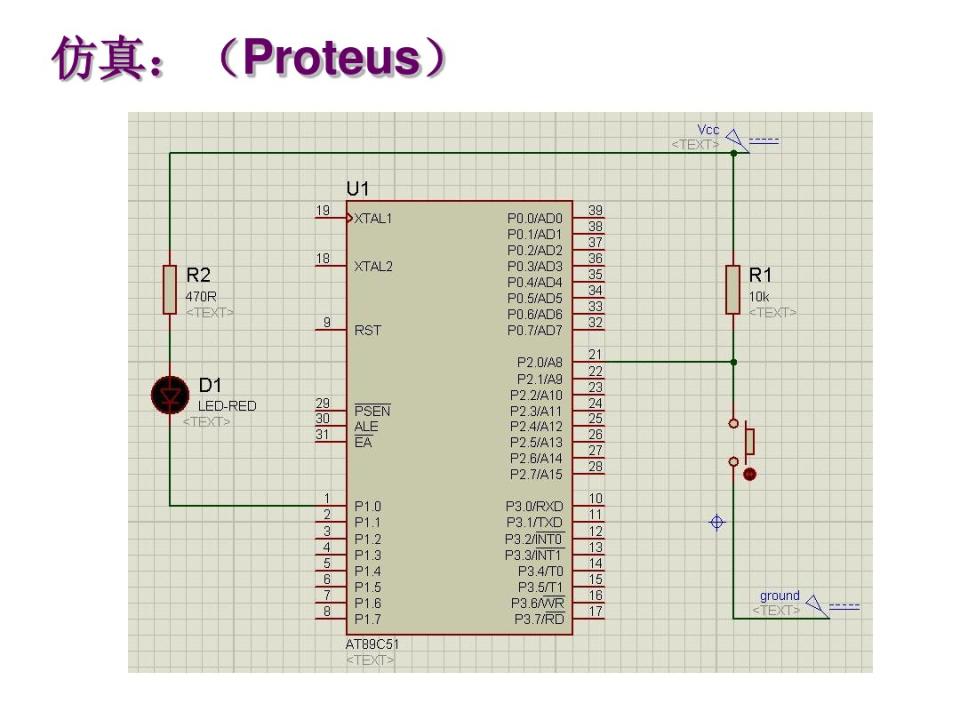 仿真：（Proteus）
Vcc
<TEXT>
U1
19 XTAL1
18 XTAL2
9 RST
29 PSEN
30 ALE
31 EA
1 P1.0
2 P1.1
3 P1.2
4 P1.3
5 P1.4
6 P1.5
7 P1.6
8 P1.7
P0.0/AD0 39
P0.1/AD1 38
P0.2/AD2 37
P0.3/AD3 36
P0.4/AD4 35
P0.5/AD5 34
P0.6/AD6 33
P0.7/AD7 32
P2.0/A8 21
P2.1/A9 22
P2.2/A10 23
P2.3/A11 24
P2.4/A12 25
P2.5/A13 26
P2.6/A14 27
P2.7/A15 28
P3.0/RXD 10
P3.1/TXD 11
P3.2/INT0 12
P3.3/INT1 13
P3.4/T0 14
P3.5/T1 15
P3.6/WR 16
P3.7/RD 17
AT89C51
<TEXT>
R2
470R
<TEXT>
D1
LED-RED
<TEXT>
R1
10k
<TEXT>
ground
<TEXT>